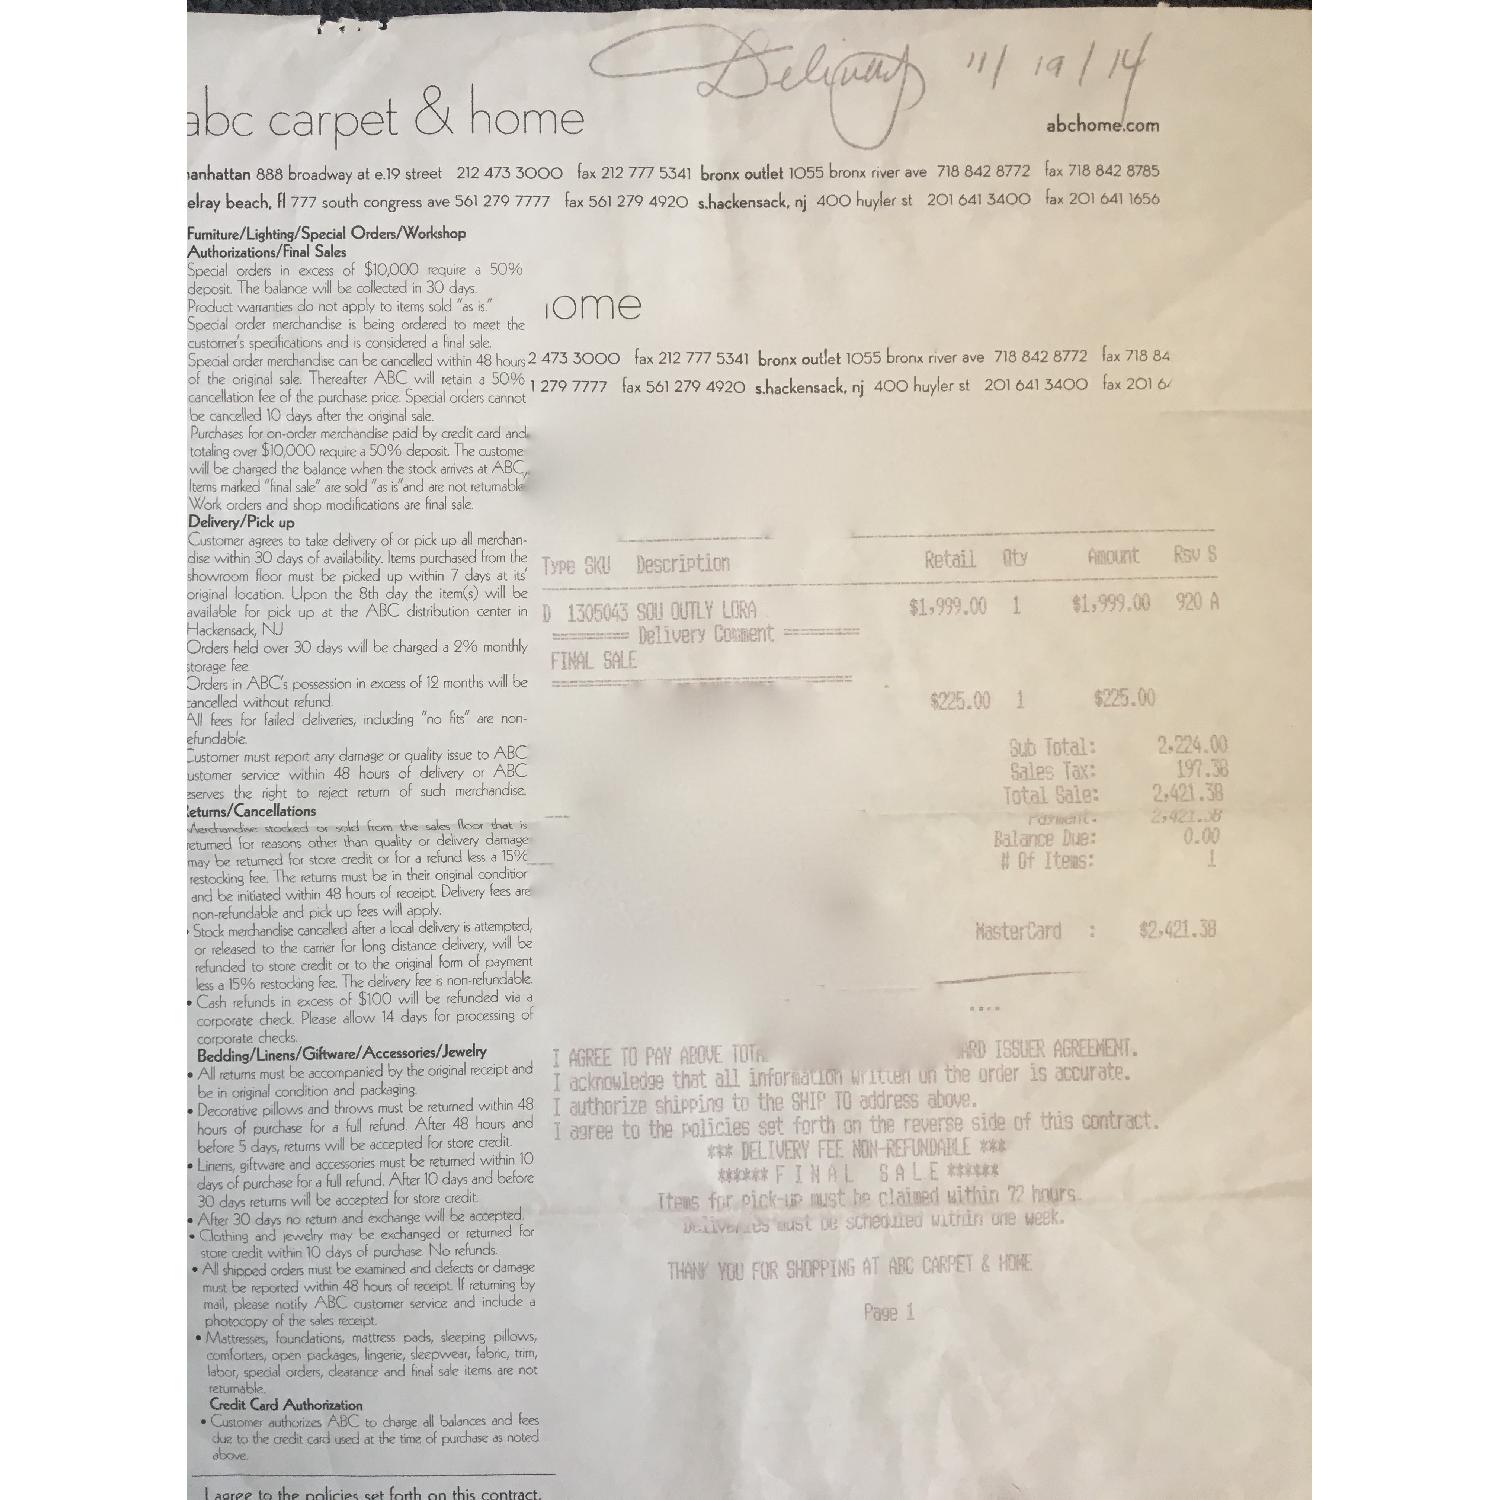 Delivery 11/19/14
abc carpet & home
abchome.com
anhattan 888 broadway at e.19 street 212 473 3000 fax 212 777 5341 bronx outlet 1055 bronx river ave 718 842 8772 fax 718 842 8785
elray beach, fl 777 south congress ave 561 279 7777 fax 561 279 4920 s.hackensack, nj 400 huyler st 201 641 3400 fax 201 641 1656
Furniture/Lighting/Special Orders/Workshop
Authorizations/Final Sales
Special orders in excess of $10,000 require a 50%
deposit. The balance will be collected in 30 days.
Product warranties do not apply to items sold "as is."
Special order merchandise is being ordered to meet the
customer's specifications and is considered a final sale.
Special order merchandise can be cancelled within 48 hours
of the original sale. Thereafter ABC will retain a 50%
cancellation fee of the purchase price. Special orders cannot
be cancelled 10 days after the original sale.
Purchases for on-order merchandise paid by credit card and
totaling over $10,000 require a 50% deposit. The custome
will be charged the balance when the stock arrives at ABC.
Items marked "final sale" are sold "as is"and are not returnable
Work orders and shop modifications are final sale.
Delivery/Pick up
Customer agrees to take delivery of or pick up all merchan-
dise within 30 days of availability. Items purchased from the
showroom floor must be picked up within 7 days at its'
original location. Upon the 8th day the item(s) will be
available for pick up at the ABC distribution center in
Hackensack, NJ
Orders held over 30 days will be charged a 2% monthly
storage fee
Orders in ABC's possession in excess of 12 months will be
cancelled without refund.
All fees for failed deliveries, including "no fits" are non-
efundable.
Customer must report any damage or quality issue to ABC
ustomer service within 48 hours of delivery or ABC
eserves the right to reject return of such merchandise.
eturns/Cancellations
Merchandise stocked or sold from the sales floor that is
returned for reasons other than quality or delivery damage
may be returned for store credit or for a refund less a 15%
restocking fee. The returns must be in their original condition
and be initiated within 48 hours of receipt. Delivery fees are
non-refundable and pick up fees will apply.
• Stock merchandise cancelled after a local delivery is attempted,
or released to the carrier for long distance delivery, will be
refunded to store credit or to the original form of payment
less a 15% restocking fee. The delivery fee is non-refundable.
• Cash refunds in excess of $100 will be refunded via a
corporate check. Please allow 14 days for processing of
corporate checks.
Bedding/Linens/Giftware/Accessories/Jewelry
• All returns must be accompanied by the original receipt and
be in original condition and packaging.
• Decorative pillows and throws must be returned within 48
hours of purchase for a full refund. After 48 hours and
before 5 days, returns will be accepted for store credit.
• Linens, giftware and accessories must be returned within 10
days of purchase for a full refund. After 10 days and before
30 days returns will be accepted for store credit.
• After 30 days no return and exchange will be accepted.
• Clothing and jewelry may be exchanged or returned for
store credit within 10 days of purchase. No refunds.
• All shipped orders must be examined and defects or damage
must be reported within 48 hours of receipt. If returning by
mail, please notify ABC customer service and include a
photocopy of the sales receipt.
• Mattresses, foundations, mattress pads, sleeping pillows,
comforters, open packages, lingerie, sleepwear, fabric, trim,
labor, special orders, clearance and final sale items are not
returnable.
Credit Card Authorization
• Customer authorizes ABC to charge all balances and fees
due to the credit card used at the time of purchase as noted
above.
I agree to the policies set forth on this contract.
ome
2 473 3000 fax 212 777 5341 bronx outlet 1055 bronx river ave 718 842 8772 fax 718 84
1 279 7777 fax 561 279 4920 s.hackensack, nj 400 huyler st 201 641 3400 fax 201 6
Type SKU Description Retail Qty Amount Rsv S
D 1305043 SOU OUTLY LORA $1,999.00 1 $1,999.00 920 A
========= Delivery Comment =========
FINAL SALE
$225.00 1 $225.00
Sub Total: 2,224.00
Sales Tax: 197.38
Total Sale: 2,421.38
Payment: 2,421.38
Balance Due: 0.00
# Of Items: 1
MasterCard : $2,421.38
****
I AGREE TO PAY ABOVE TOTA ARD ISSUER AGREEMENT.
I acknowledge that all information written on the order is accurate.
I authorize shipping to the SHIP TO address above.
I agree to the policies set forth on the reverse side of this contract.
*** DELIVERY FEE NON-REFUNDABLE ***
****** F I N A L S A L E ******
Items for pick-up must be claimed within 72 hours.
Deliveries must be scheduled within one week.
THANK YOU FOR SHOPPING AT ABC CARPET & HOME
Page 1